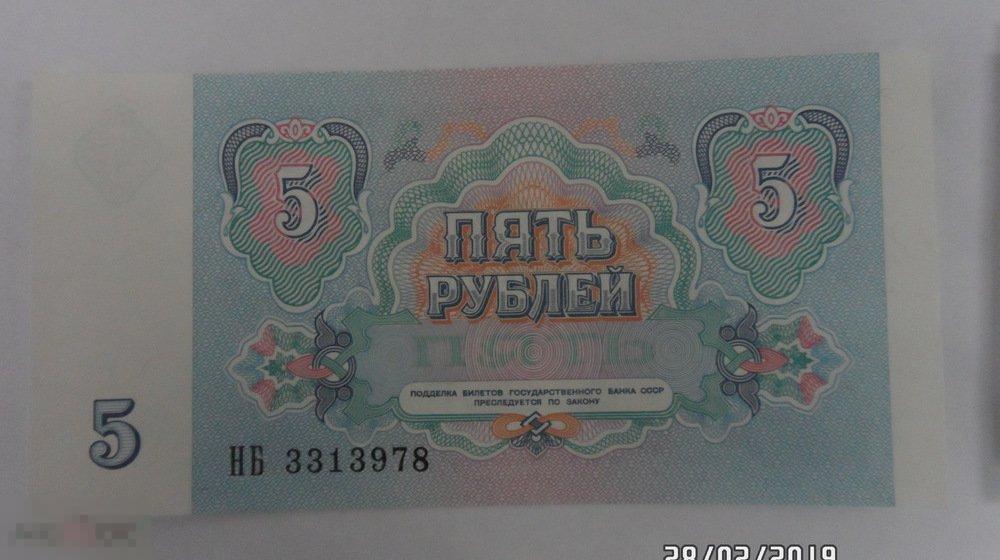 5 5
ПЯТЬ
РУБЛЕЙ
ПОДДЕЛКА БИЛЕТОВ ГОСУДАРСТВЕННОГО БАНКА СССР
ПРЕСЛЕДУЕТСЯ ПО ЗАКОНУ
5
НБ 3313978
28/02/2019